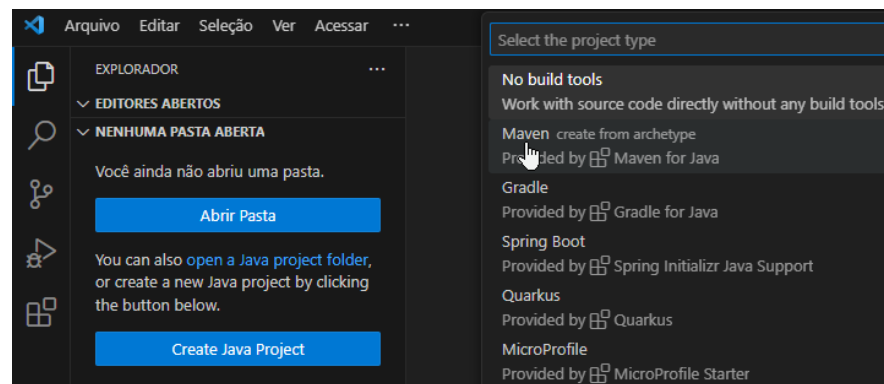 Arquivo Editar Seleção Ver Acessar ···
EXPLORADOR ···
EDITORES ABERTOS
NENHUMA PASTA ABERTA
Você ainda não abriu uma pasta.
Abrir Pasta
You can also open a Java project folder,
or create a new Java project by clicking
the button below.
Create Java Project
Select the project type
No build tools
Work with source code directly without any build tools
Maven create from archetype
Provided by Maven for Java
Gradle
Provided by Gradle for Java
Spring Boot
Provided by Spring Initializr Java Support
Quarkus
Provided by Quarkus
MicroProfile
Provided by MicroProfile Starter